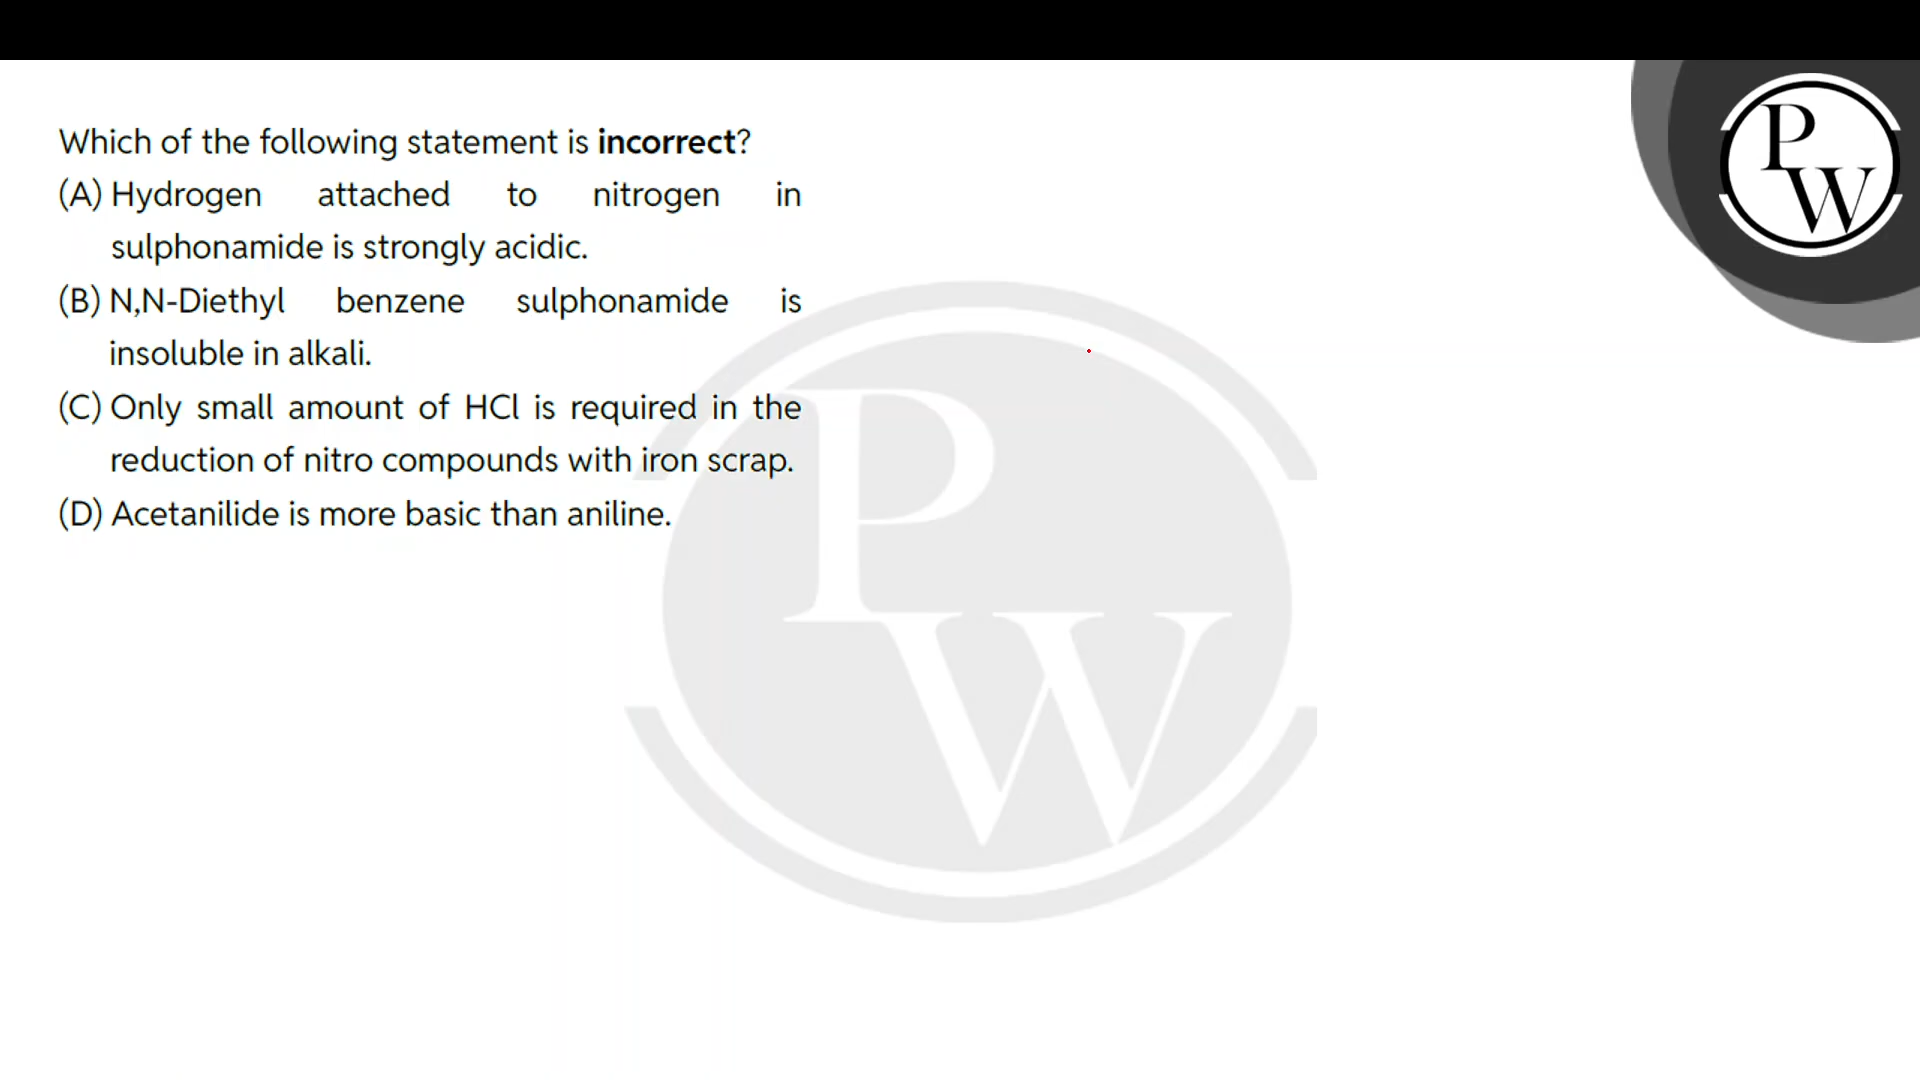 Which of the following statement is incorrect?
(A) Hydrogen attached to nitrogen in
sulphonamide is strongly acidic.
(B) N,N-Diethyl benzene sulphonamide is
insoluble in alkali.
(C) Only small amount of HCl is required in the
reduction of nitro compounds with iron scrap.
(D) Acetanilide is more basic than aniline.
P
W
P
W